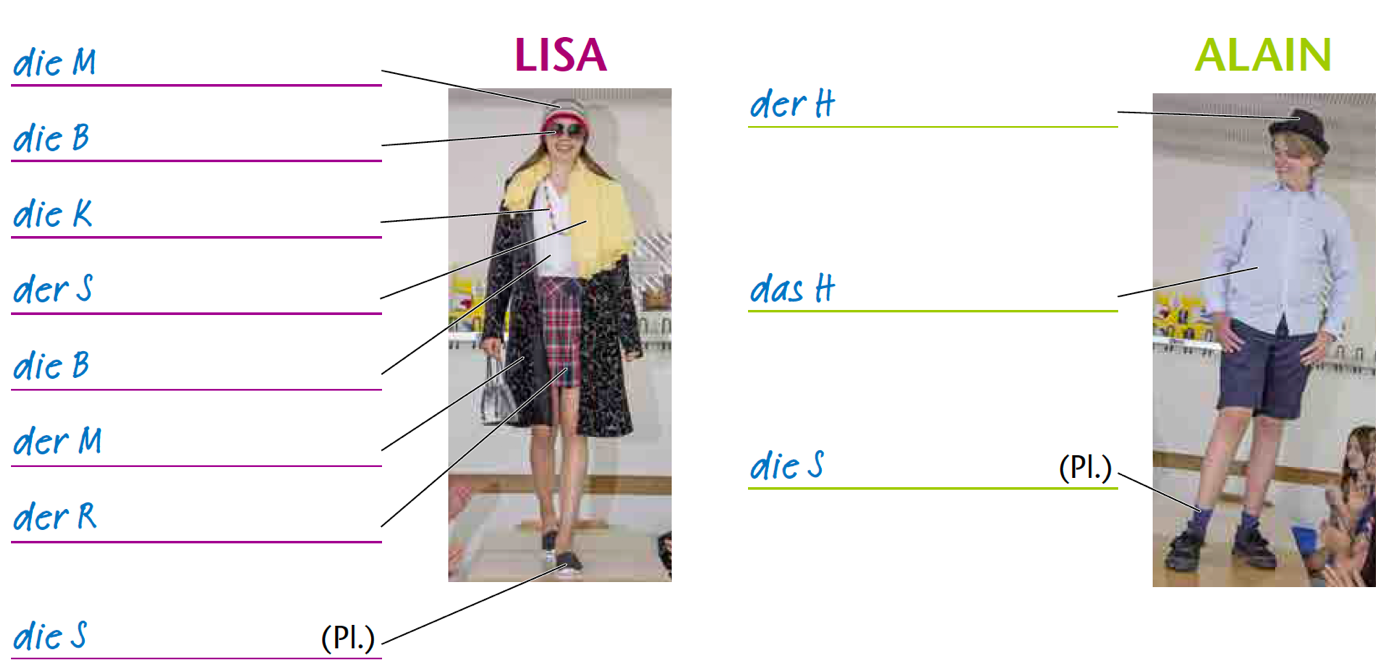 LISA
die M
die B
die K
der S
die B
der M
der R
die S (Pl.)
ALAIN
der H
das H
die S (Pl.)